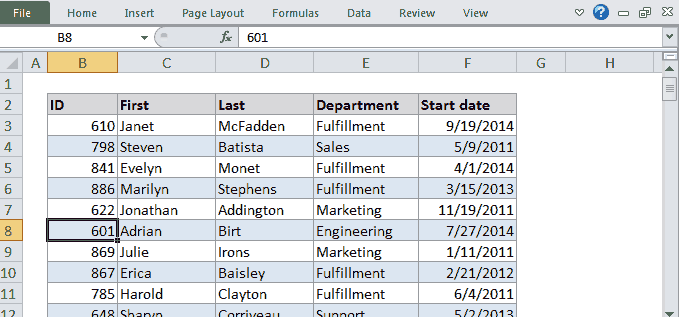 File Home Insert Page Layout Formulas Data Review View
B8 fx 601
A B C D E F G H
1
2 ID First Last Department Start date
3 610 Janet McFadden Fulfillment 9/19/2014
4 798 Steven Batista Sales 5/9/2011
5 841 Evelyn Monet Fulfillment 4/1/2014
6 886 Marilyn Stephens Fulfillment 3/15/2013
7 622 Jonathan Addington Marketing 11/19/2011
8 601 Adrian Birt Engineering 7/27/2014
9 869 Julie Irons Marketing 1/11/2011
10 867 Erica Baisley Fulfillment 2/21/2012
11 785 Harold Clayton Fulfillment 6/4/2011
12 648 Sharyn Corriveau Support 5/2/2013